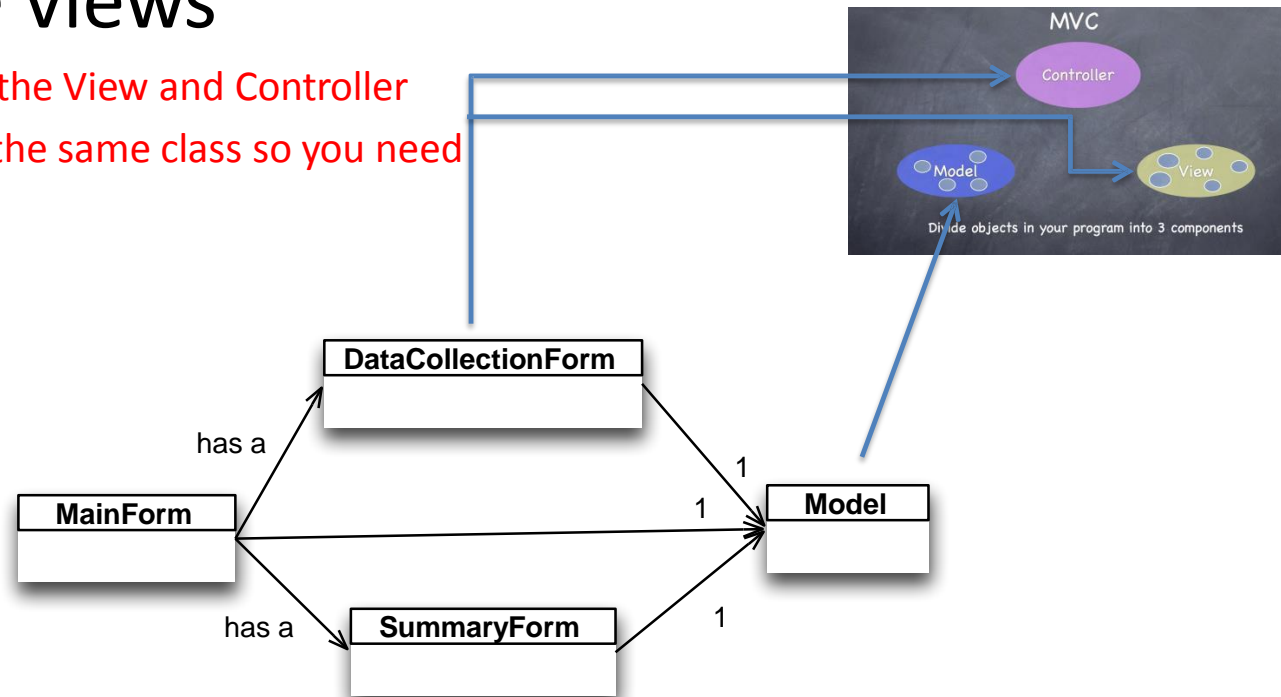 Views
the View and Controller
the same class so you need
MVC
Controller
Model
View
Divide objects in your program into 3 components
DataCollectionForm
has a
1
MainForm
1
Model
has a
SummaryForm
1